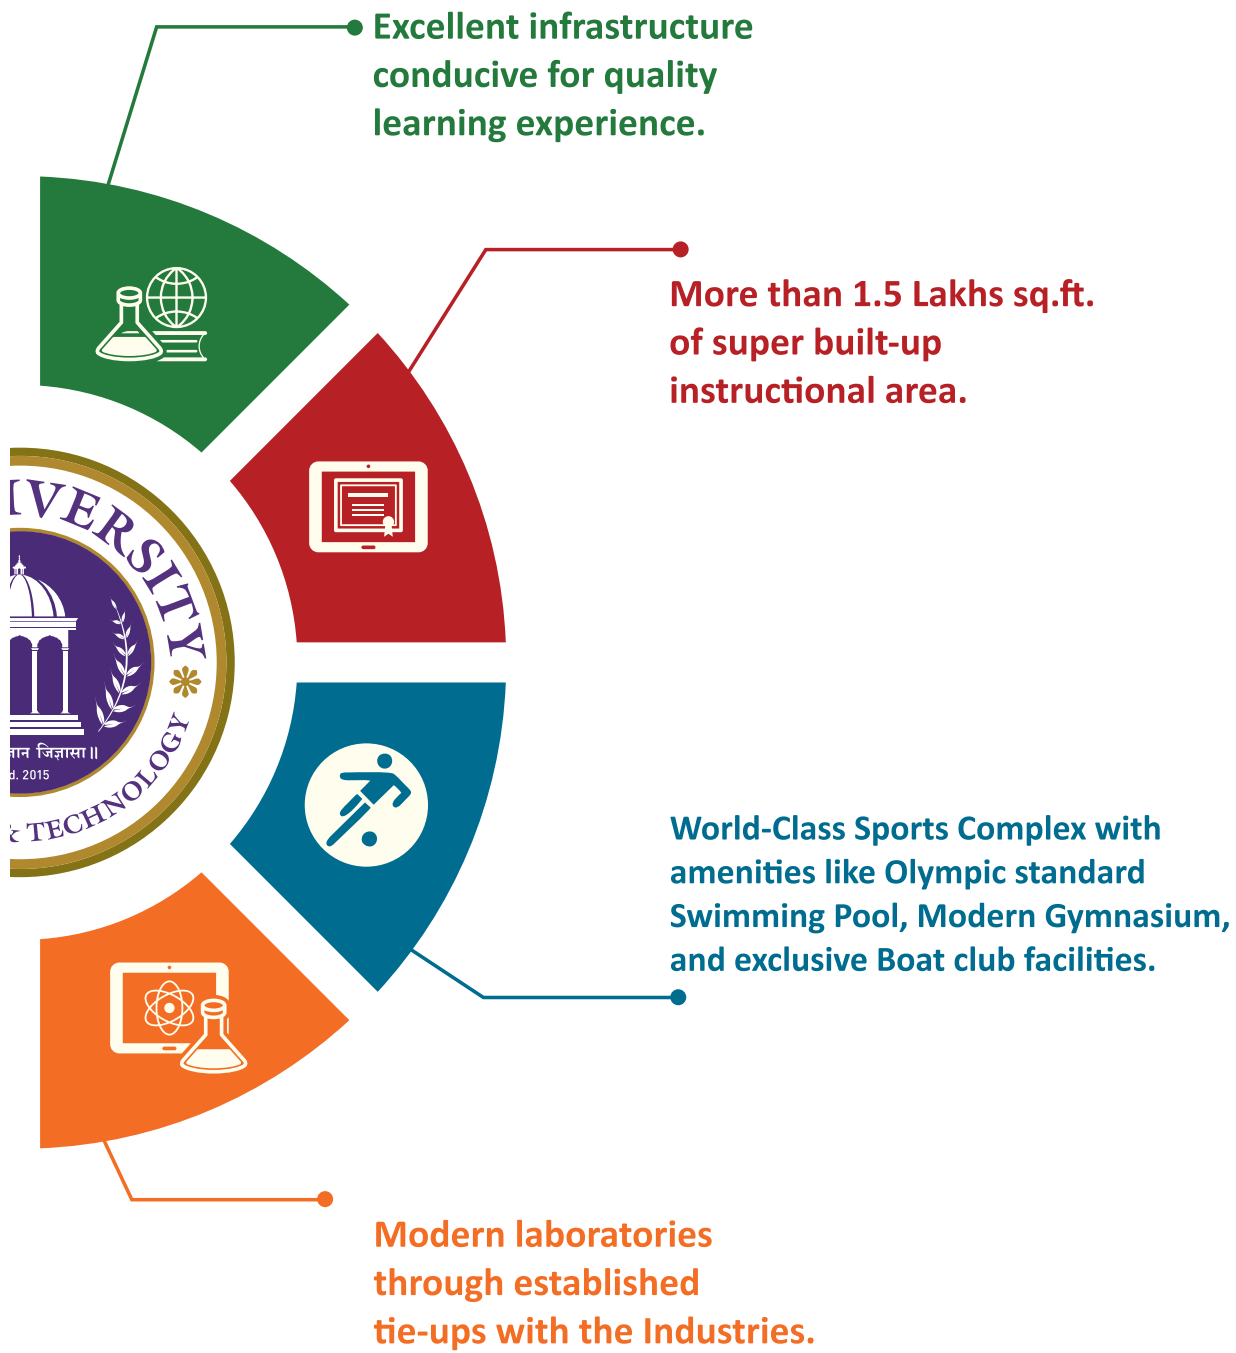 Excellent infrastructure
conducive for quality
learning experience.
More than 1.5 Lakhs sq.ft.
of super built-up
instructional area.
World-Class Sports Complex with
amenities like Olympic standard
Swimming Pool, Modern Gymnasium,
and exclusive Boat club facilities.
Modern laboratories
through established
tie-ups with the Industries.
IVERSITY
जिज्ञासा॥
d. 2015
& TECHNOLOGY